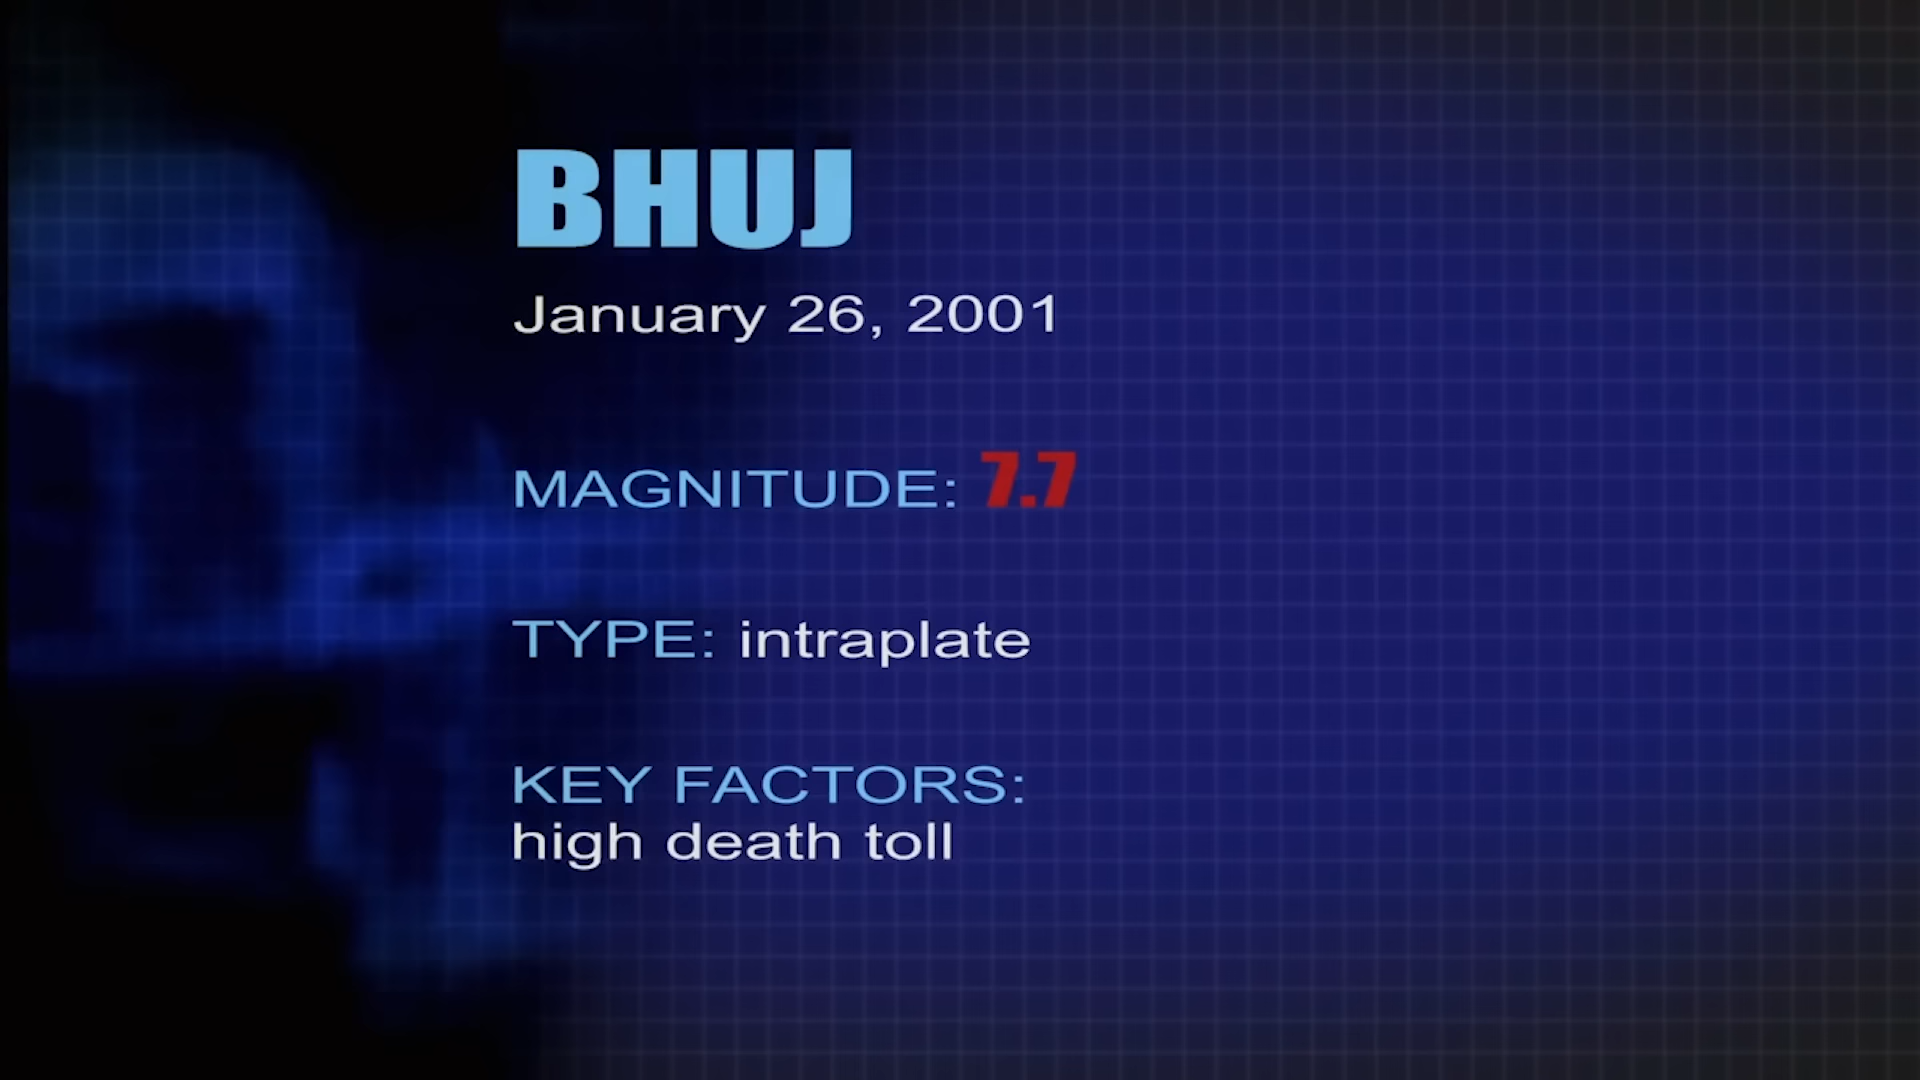 BHUJ
January 26, 2001
MAGNITUDE: 7.7
TYPE: intraplate
KEY FACTORS:
high death toll